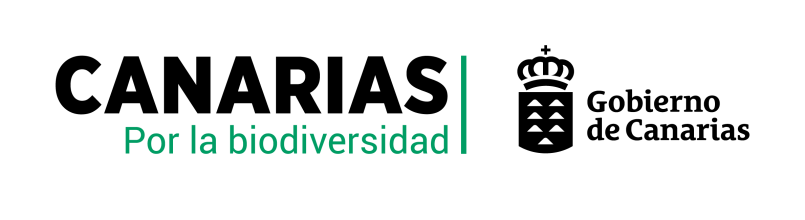 CANARIAS
Por la biodiversidad
Gobierno
de Canarias